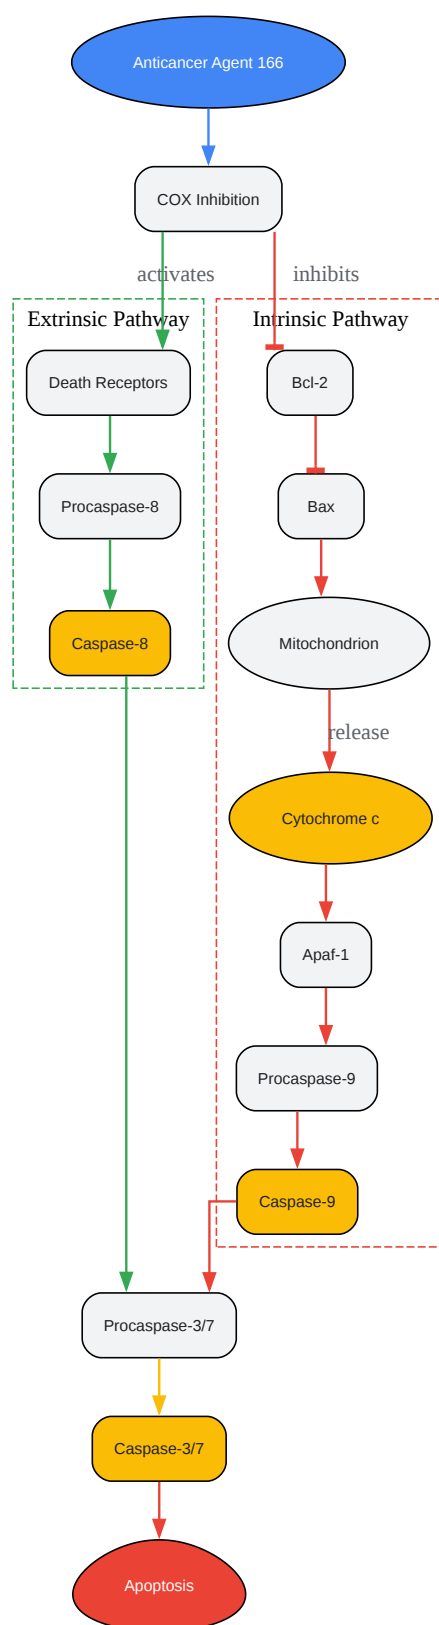 Anticancer Agent 166
COX Inhibition
activates
inhibits
Extrinsic Pathway
Intrinsic Pathway
Death Receptors
Bcl-2
Procaspase-8
Bax
Caspase-8
Mitochondrion
release
Cytochrome c
Apaf-1
Procaspase-9
Caspase-9
Procaspase-3/7
Caspase-3/7
Apoptosis